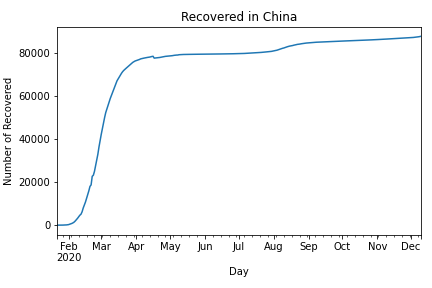 Recovered in China
Number of Recovered
80000
60000
40000
20000
0
Feb Mar Apr May Jun Jul Aug Sep Oct Nov Dec
2020
Day